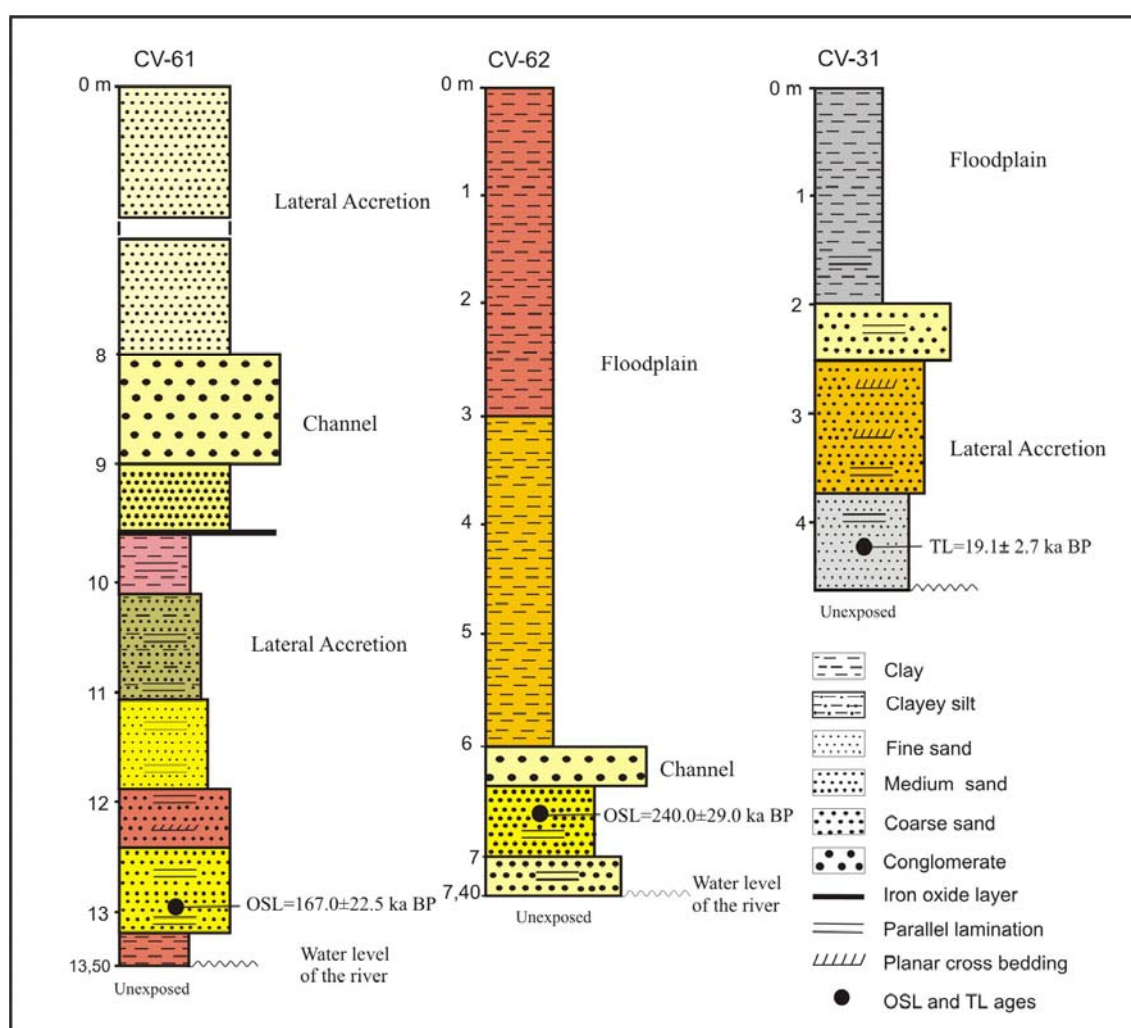 CV-61
0 m
Lateral Accretion
8
Channel
9
10
Lateral Accretion
11
12
13
OSL=167.0±22.5 ka BP
13,50
Water level
of the river
Unexposed
CV-62
0 m
1
2
Floodplain
3
4
5
6
Channel
OSL=240.0±29.0 ka BP
7
7,40
Water level
of the river
Unexposed
CV-31
0 m
Floodplain
1
2
3
Lateral Accretion
4
TL=19.1± 2.7 ka BP
Unexposed
Clay
Clayey silt
Fine sand
Medium sand
Coarse sand
Conglomerate
Iron oxide layer
Parallel lamination
Planar cross bedding
OSL and TL ages